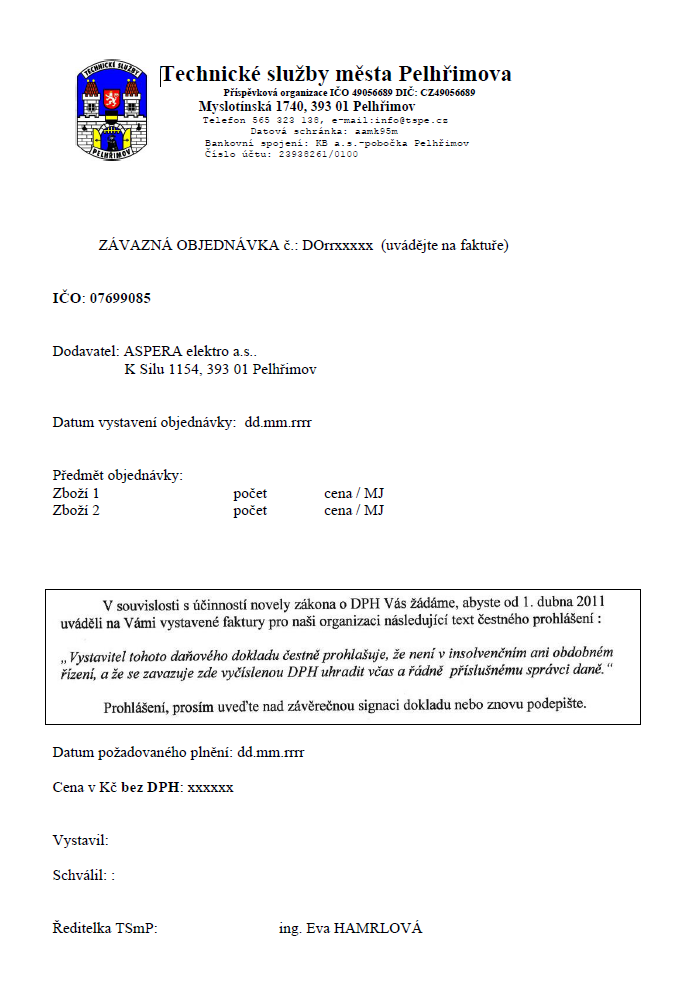 TECHNICKÉ SLUŽBY
PELHŘIMOV
Technické služby města Pelhřimova
Příspěvková organizace IČO 49056689 DIČ: CZ49056689
Myslotínská 1740, 393 01 Pelhřimov
Telefon 565 323 138, e-mail:info@tspe.cz
Datová schránka: aamk95m
Bankovní spojení: KB a.s.-pobočka Pelhřimov
Číslo účtu: 23938261/0100
ZÁVAZNÁ OBJEDNÁVKA č.: DOrrxxxxx (uvádějte na faktuře)
IČO: 07699085
Dodavatel: ASPERA elektro a.s..
K Silu 1154, 393 01 Pelhřimov
Datum vystavení objednávky: dd.mm.rrrr
Předmět objednávky:
Zboží 1 počet cena / MJ
Zboží 2 počet cena / MJ
V souvislosti s účinností novely zákona o DPH Vás žádáme, abyste od 1. dubna 2011
uváděli na Vámi vystavené faktury pro naši organizaci následující text čestného prohlášení :
„Vystavitel tohoto daňového dokladu čestně prohlašuje, že není v insolvenčním ani obdobném
řízení, a že se zavazuje zde vyčíslenou DPH uhradit včas a řádně příslušnému správci daně."
Prohlášení, prosím uveďte nad závěrečnou signaci dokladu nebo znovu podepište.
Datum požadovaného plnění: dd.mm.rrrr
Cena v Kč bez DPH: xxxxxx
Vystavil:
Schválil: :
Ředitelka TSmP: ing. Eva HAMRLOVÁ